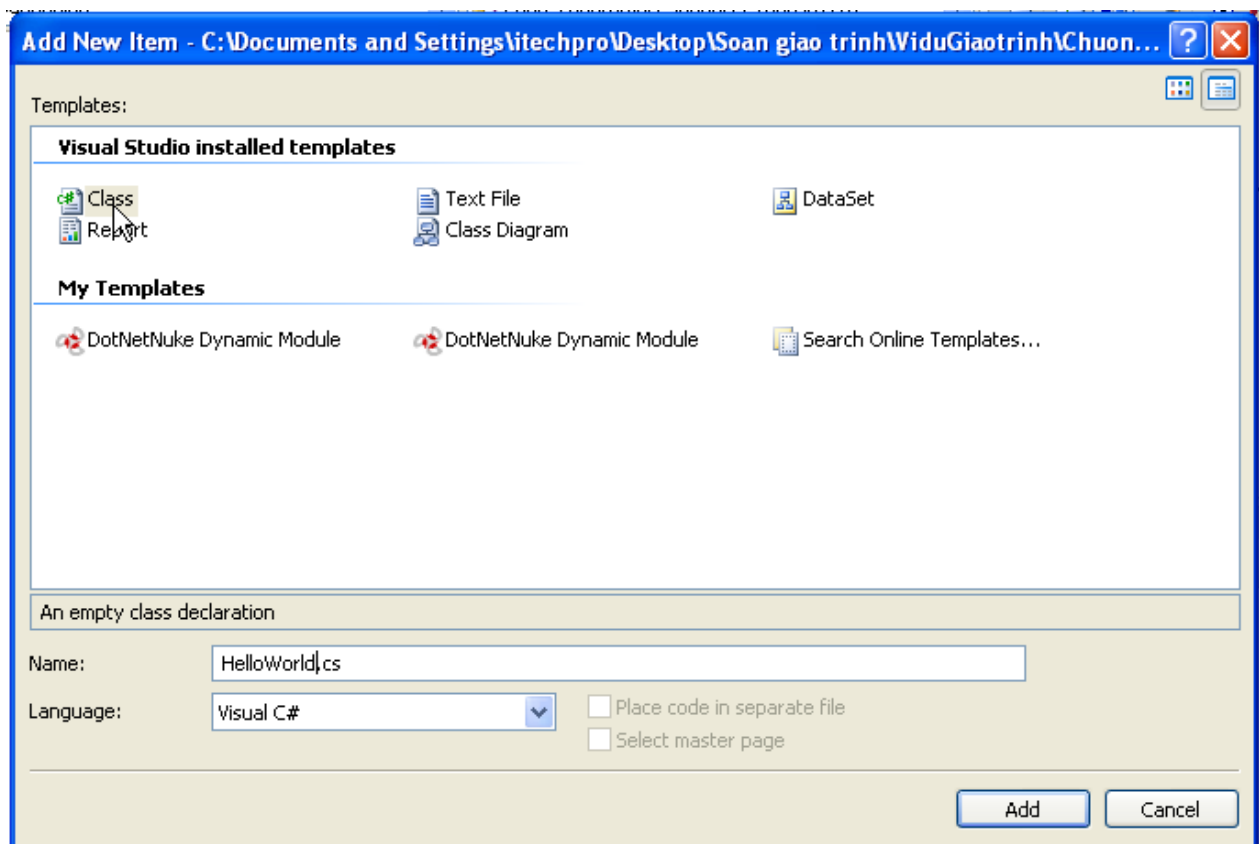 Add New Item - C:\Documents and Settings\itechpro\Desktop\Soan giao trinh\ViduGiaotrinh\Chuon...
Templates:
Visual Studio installed templates
Class Text File DataSet
Report Class Diagram
My Templates
DotNetNuke Dynamic Module DotNetNuke Dynamic Module Search Online Templates...
An empty class declaration
Name: HelloWorld.cs
Language: Visual C# Place code in separate file
Select master page
Add Cancel